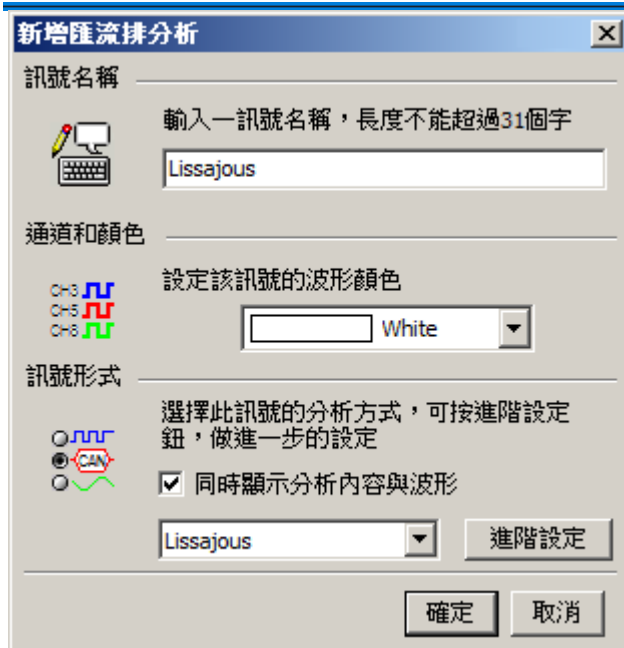 新增匯流排分析
訊號名稱
輸入一訊號名稱，長度不能超過31個字
Lissajous
通道和顏色
CH3
CH5
CH8
設定該訊號的波形顏色
White
訊號形式
選擇此訊號的分析方式，可按進階設定
鈕，做進一步的設定
CAN
同時顯示分析內容與波形
Lissajous
進階設定
確定
取消